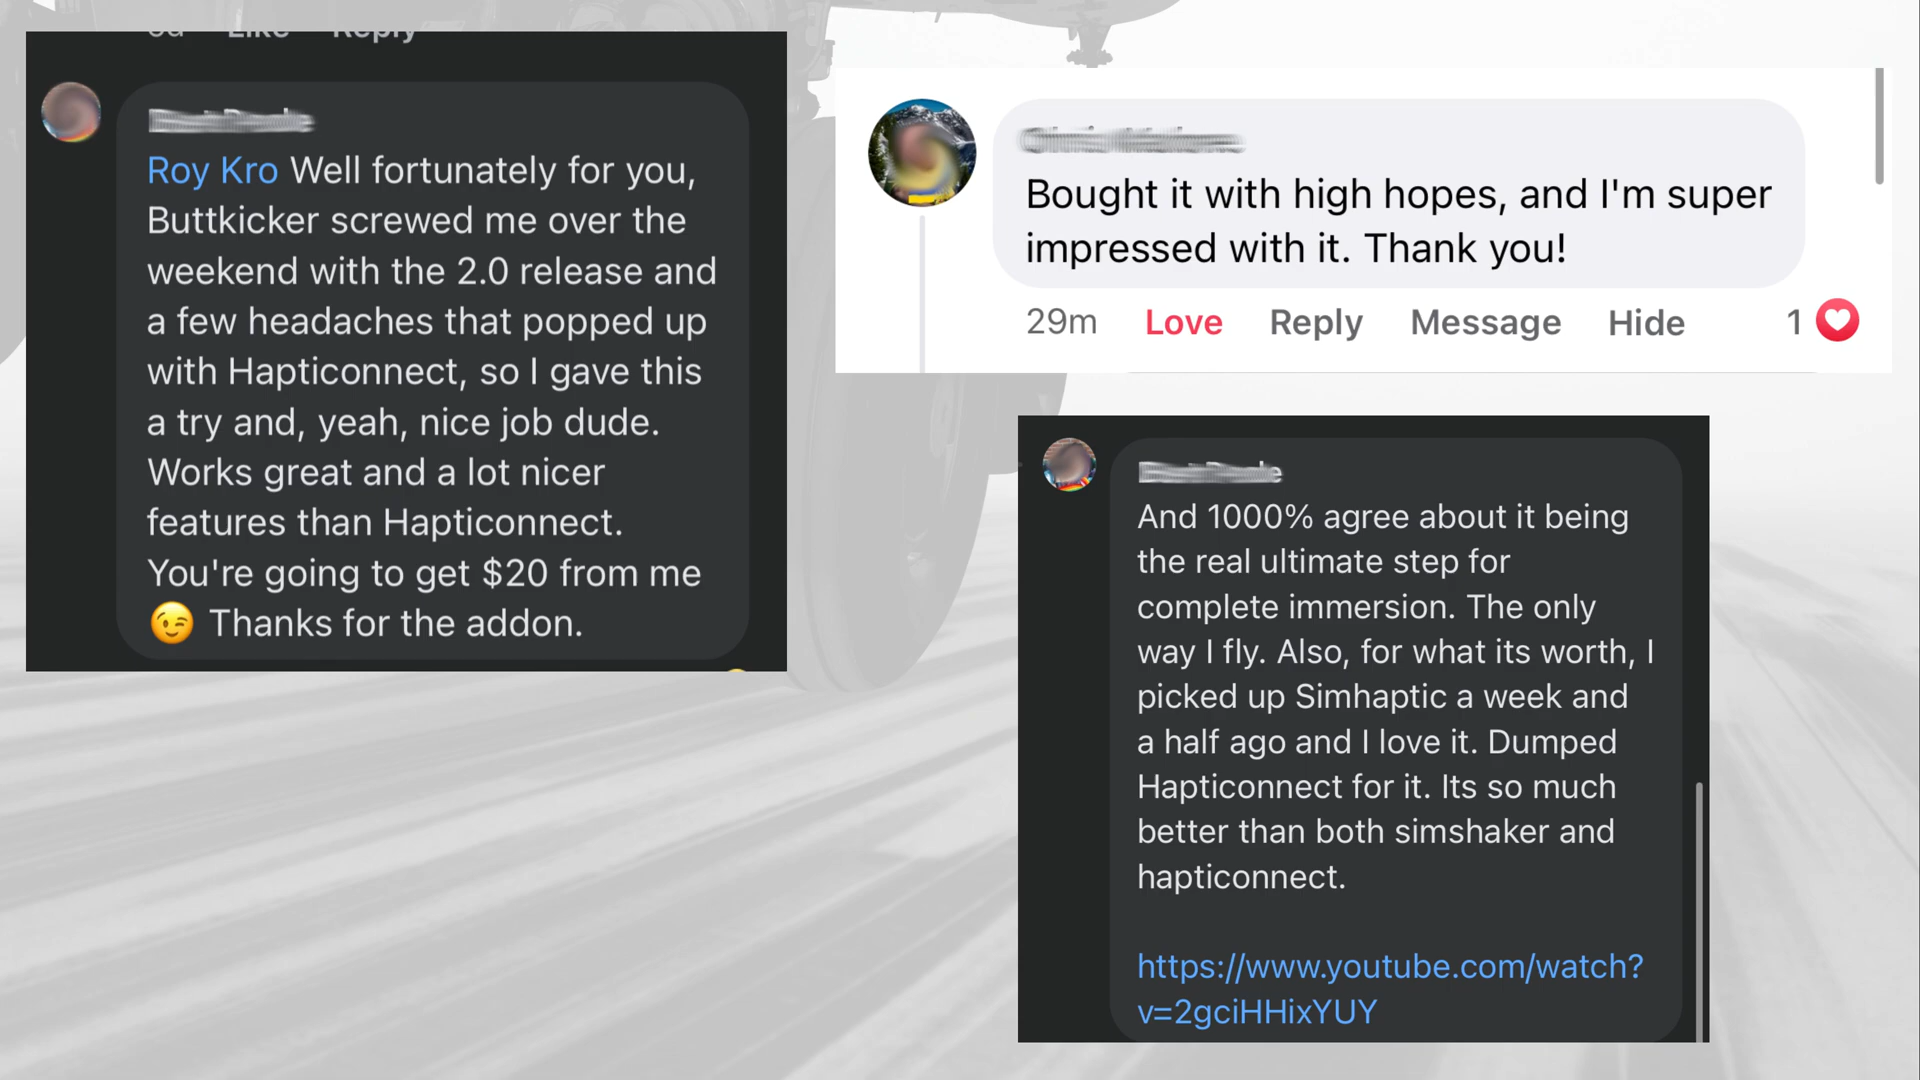 Like Reply
Roy Kro Well fortunately for you,
Buttkicker screwed me over the
weekend with the 2.0 release and
a few headaches that popped up
with Hapticonnect, so I gave this
a try and, yeah, nice job dude.
Works great and a lot nicer
features than Hapticonnect.
You're going to get $20 from me
😉 Thanks for the addon.
Bought it with high hopes, and I'm super
impressed with it. Thank you!
29m Love Reply Message Hide 1
And 1000% agree about it being
the real ultimate step for
complete immersion. The only
way I fly. Also, for what its worth, I
picked up Simhaptic a week and
a half ago and I love it. Dumped
Hapticonnect for it. Its so much
better than both simshaker and
hapticonnect.
https://www.youtube.com/watch?
v=2gciHHixYUY